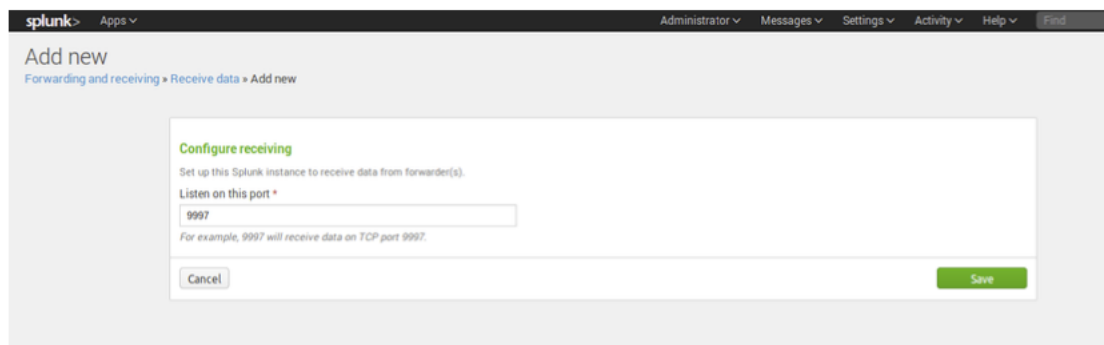 splunk> Apps Administrator Messages Settings Activity Help Find
Add new
Forwarding and receiving » Receive data » Add new
Configure receiving
Set up this Splunk instance to receive data from forwarder(s).
Listen on this port *
9997
For example, 9997 will receive data on TCP port 9997.
Cancel Save